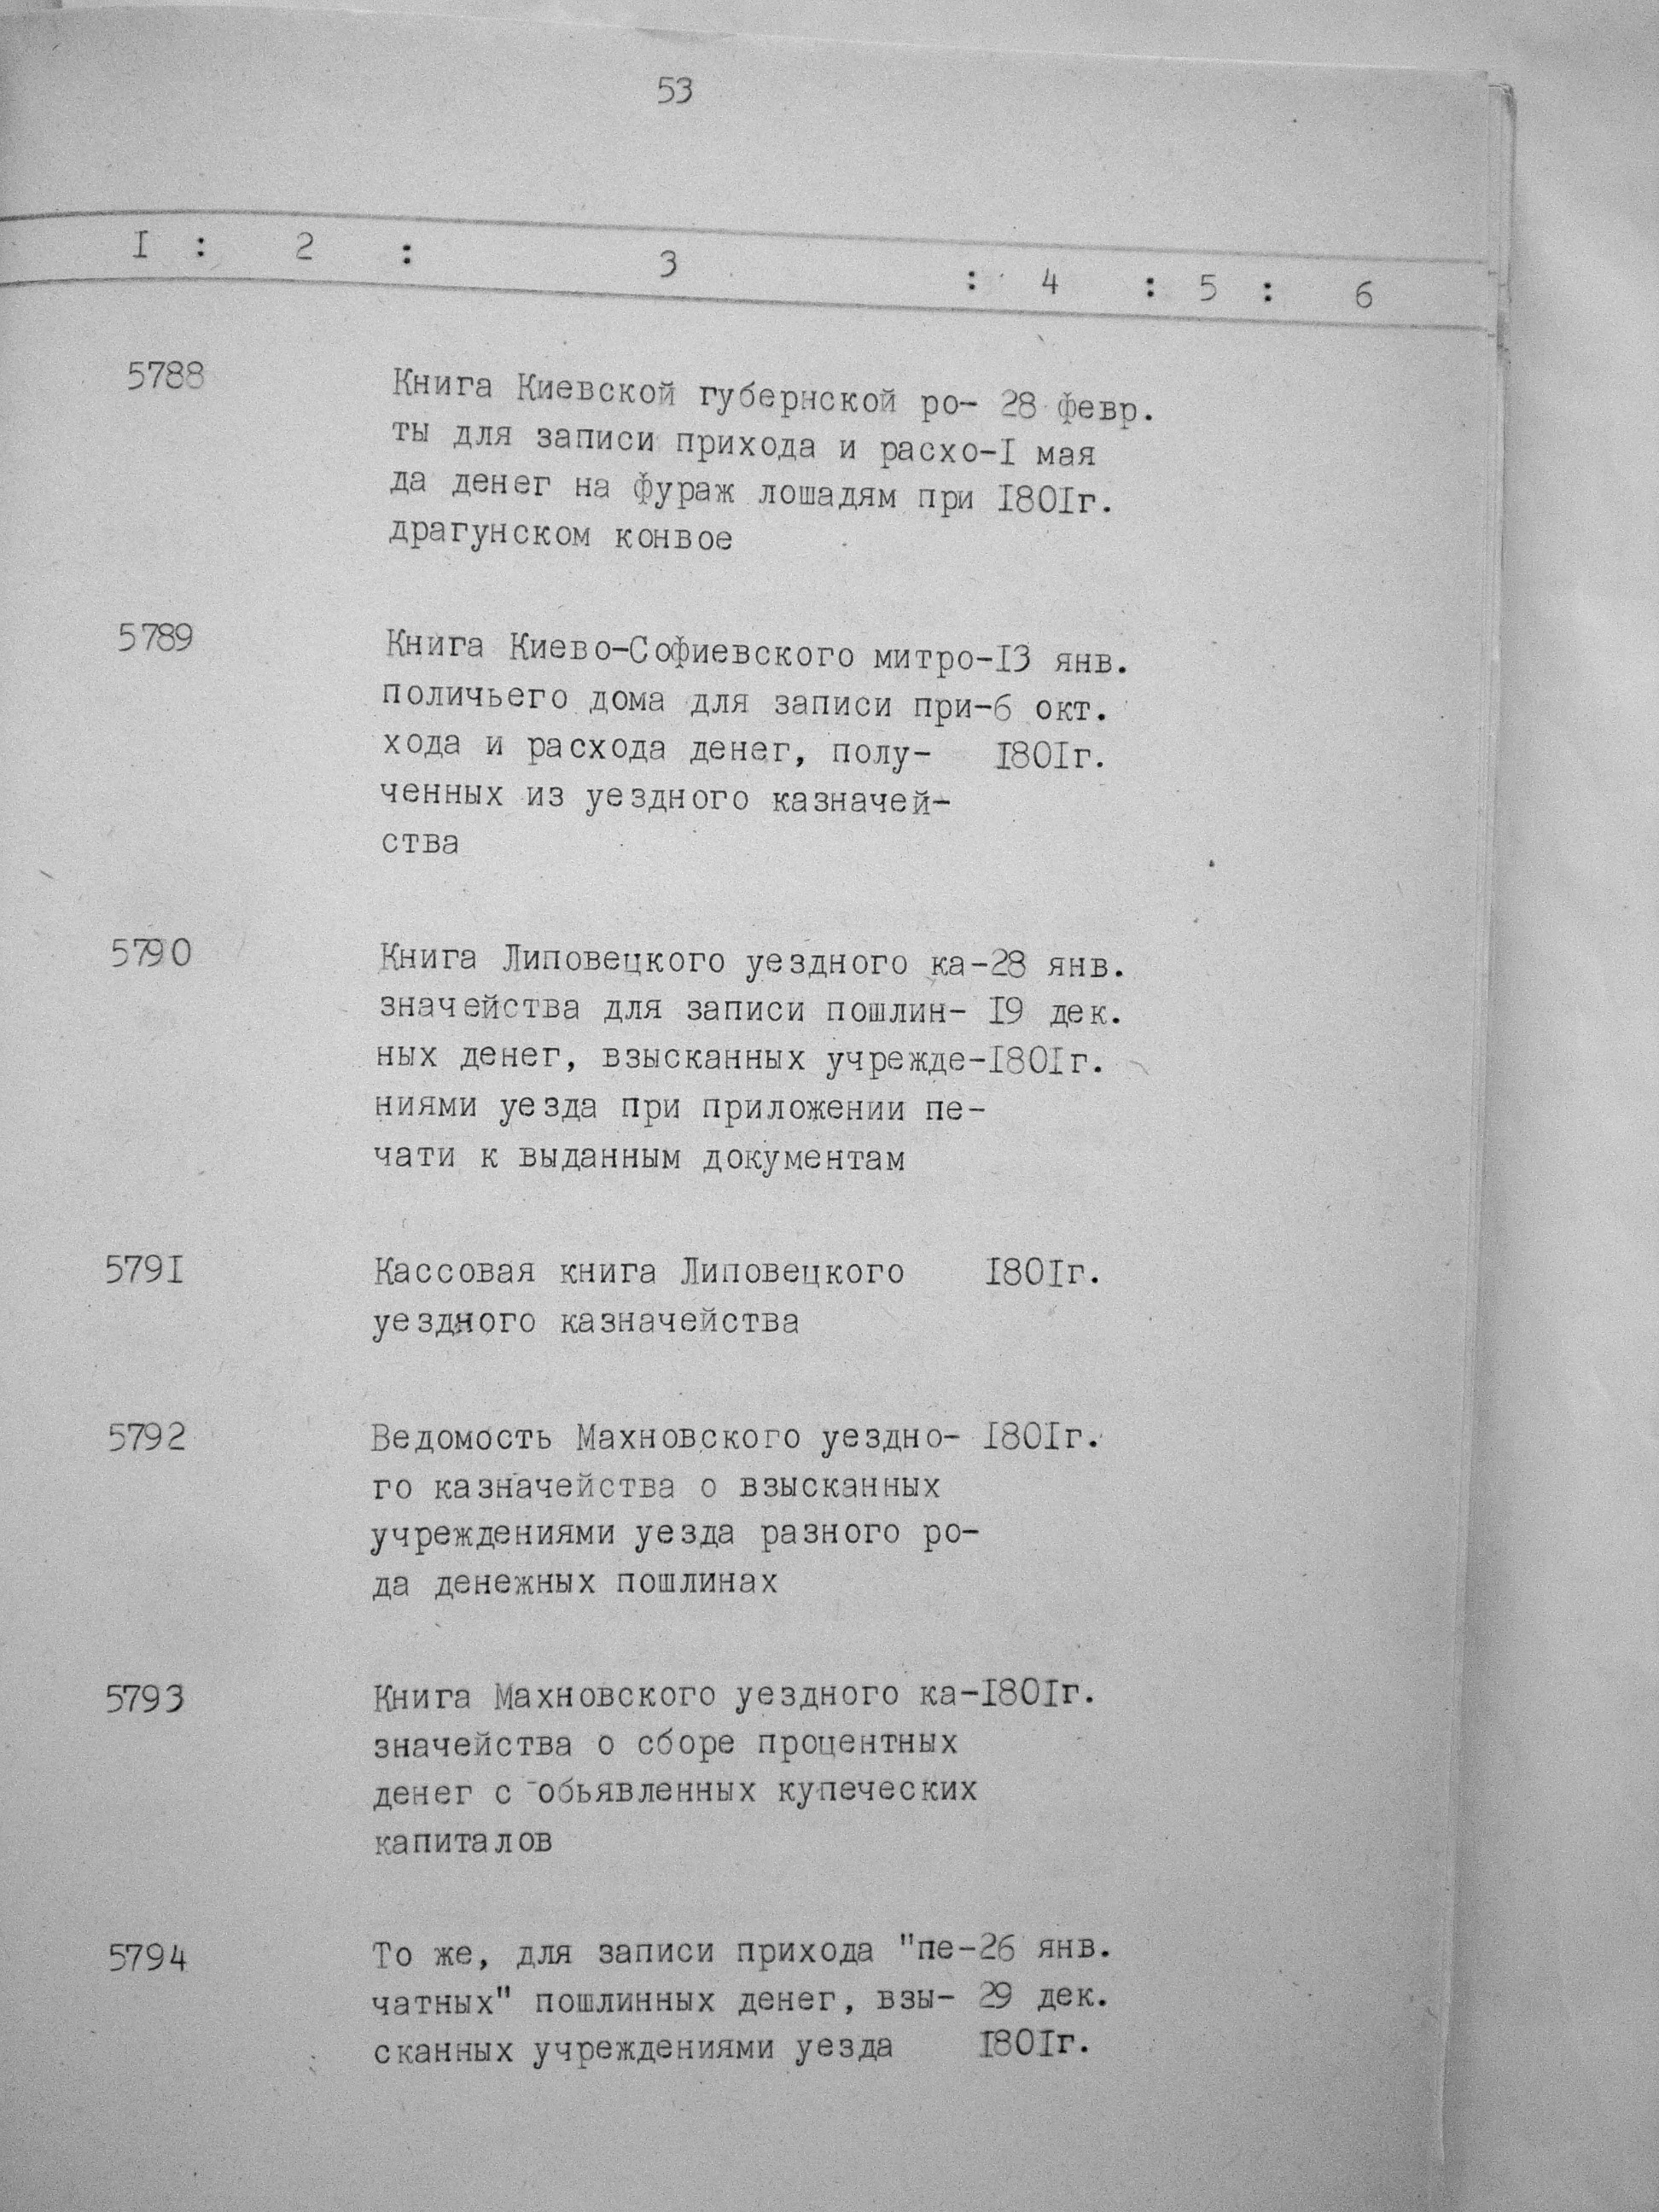 53
I : 2 : 3 : 4 : 5 : 6
5788 Книга Киевской губернской ро- 28 февр.
ты для записи прихода и расхо-I мая
да денег на фураж лошадям при I80Iг.
драгунском конвое
5789 Книга Киево-Софиевского митро-I3 янв.
поличьего дома для записи при-6 окт.
хода и расхода денег, полу- I80Iг.
ченных из уездного казначей-
ства
5790 Книга Липовецкого уездного ка-28 янв.
значейства для записи пошлин- I9 дек.
ных денег, взысканных учрежде-I80Iг.
ниями уезда при приложении пе-
чати к выданным документам
579I Кассовая книга Липовецкого I80Iг.
уездного казначейства
5792 Ведомость Махновского уездно- I80Iг.
го казначейства о взысканных
учреждениями уезда разного ро-
да денежных пошлинах
5793 Книга Махновского уездного ка-I80Iг.
значейства о сборе процентных
денег с обьявленных купеческих
капиталов
5794 То же, для записи прихода "пе-26 янв.
чатных" пошлинных денег, взы- 29 дек.
сканных учреждениями уезда I80Iг.